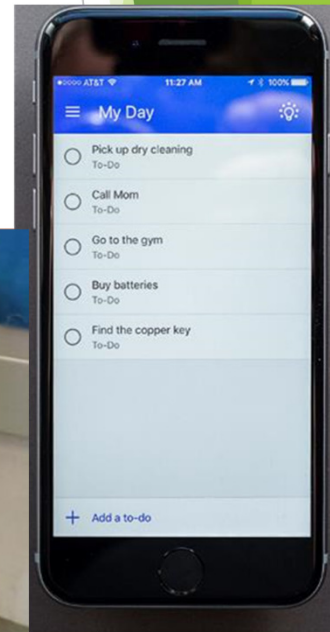 AT&T 11:27 AM 100%
My Day
Pick up dry cleaning
To-Do
Call Mom
To-Do
Go to the gym
To-Do
Buy batteries
To-Do
Find the copper key
To-Do
+ Add a to-do